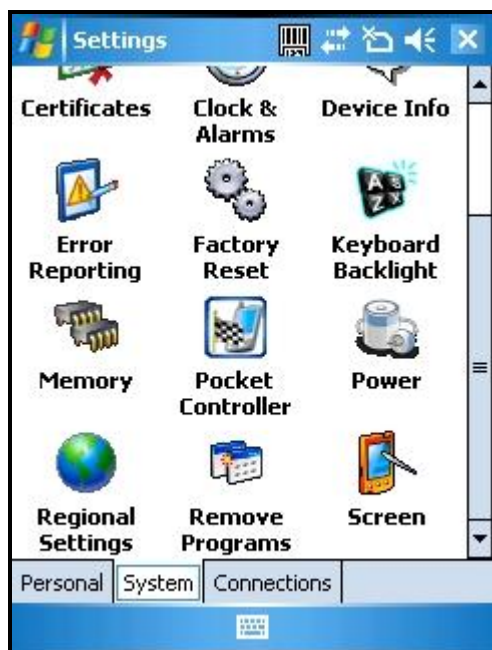 Settings
Certificates
Clock &
Alarms
Device Info
Error
Reporting
Factory
Reset
Keyboard
Backlight
Memory
Pocket
Controller
Power
Regional
Settings
Remove
Programs
Screen
Personal System Connections